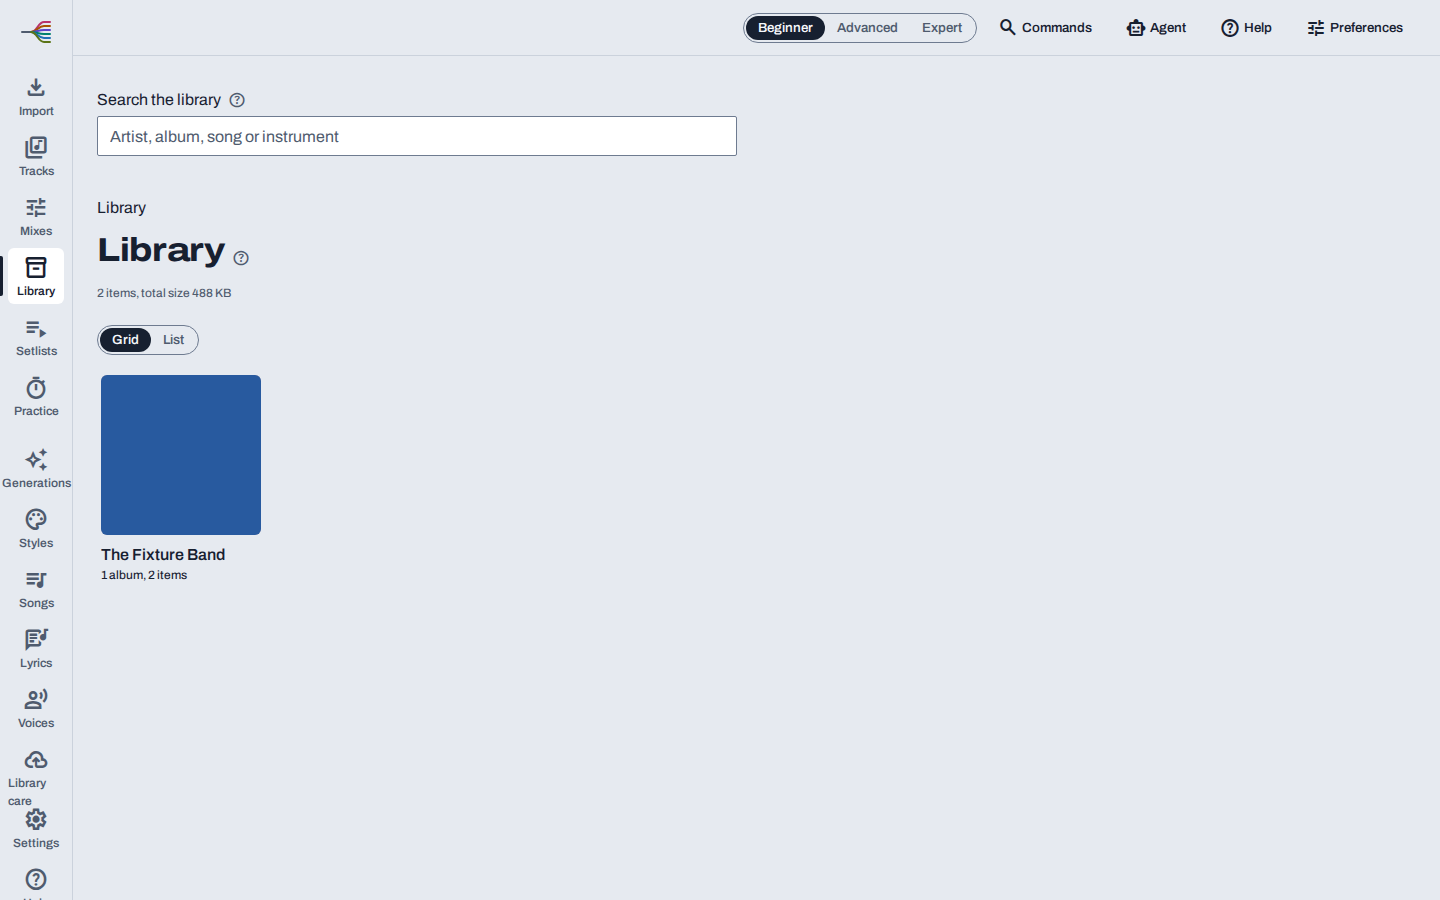 Beginner
Advanced
Expert
Commands
Agent
Help
Preferences
Import
Tracks
Mixes
Library
Setlists
Practice
Generations
Styles
Songs
Lyrics
Voices
Library
care
Settings
Search the library
Artist, album, song or instrument
Library
Library
2 items, total size 488 KB
Grid
List
The Fixture Band
1 album, 2 items